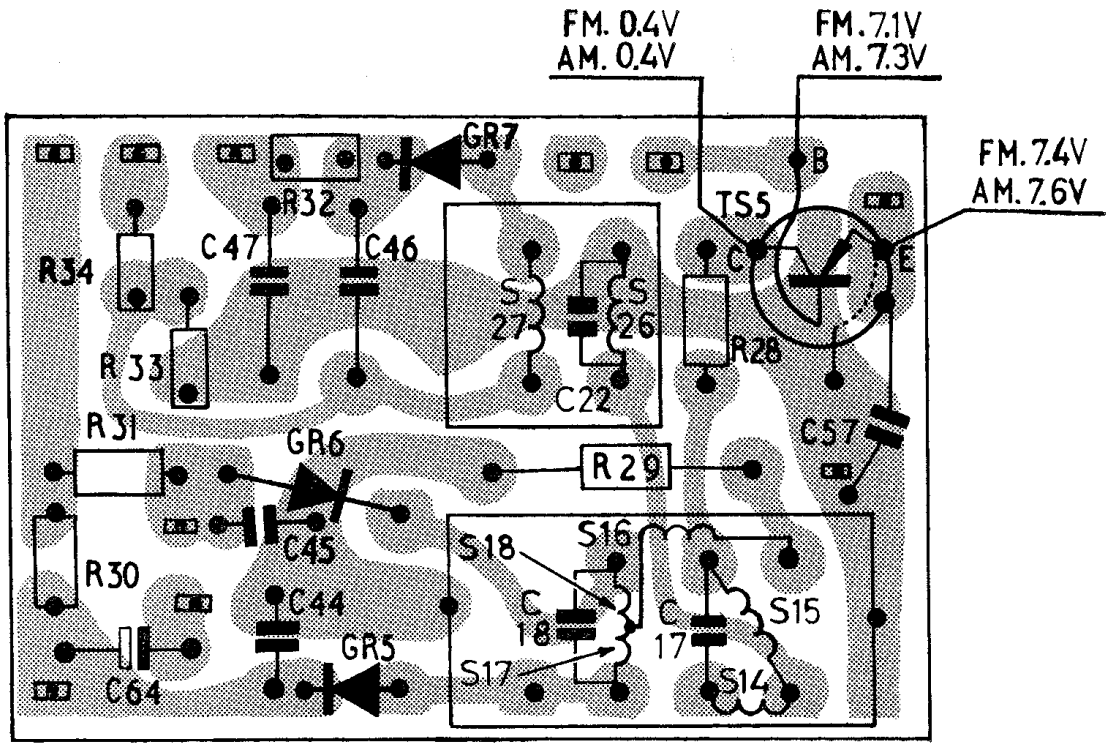 FM. 0.4V
AM. 0.4V
FM. 7.1V
AM. 7.3V
FM. 7.4V
AM. 7.6V
GR7
B
R32
TS5
C47
C46
C
E
R34
S
27
S
26
R33
R28
C22
R31
C57
GR6
R29
C45
S18
S16
R30
C44
C
18
C
17
S15
GR5
S17
S14
C64